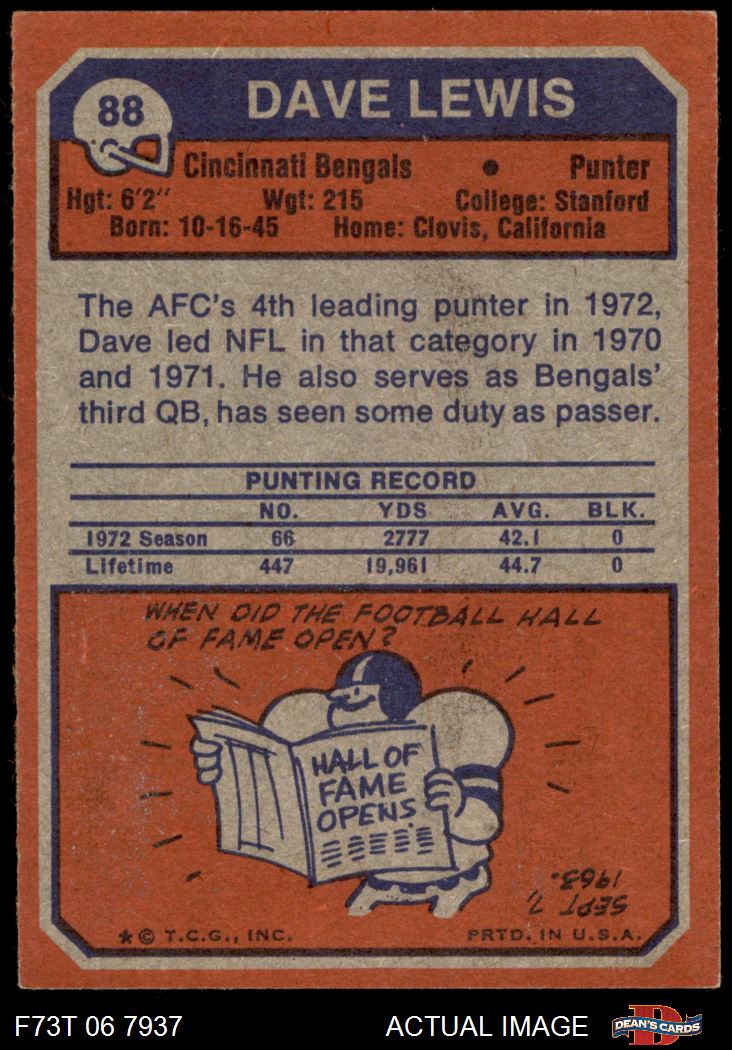 88
DAVE LEWIS
Cincinnati Bengals • Punter
Hgt: 6'2" Wgt: 215 College: Stanford
Born: 10-16-45 Home: Clovis, California
The AFC's 4th leading punter in 1972,
Dave led NFL in that category in 1970
and 1971. He also serves as Bengals'
third QB, has seen some duty as passer.
PUNTING RECORD
NO. YDS AVG. BLK.
1972 Season 66 2777 42.1 0
Lifetime 447 19,961 44.7 0
WHEN DID THE FOOTBALL HALL
OF FAME OPEN?
HALL OF
FAME
OPENS
SEPT 7,
1963.
* © T.C.G., INC. PRTD. IN U.S.A.
F73T 06 7937 ACTUAL IMAGE
D
DEAN'S CARDS